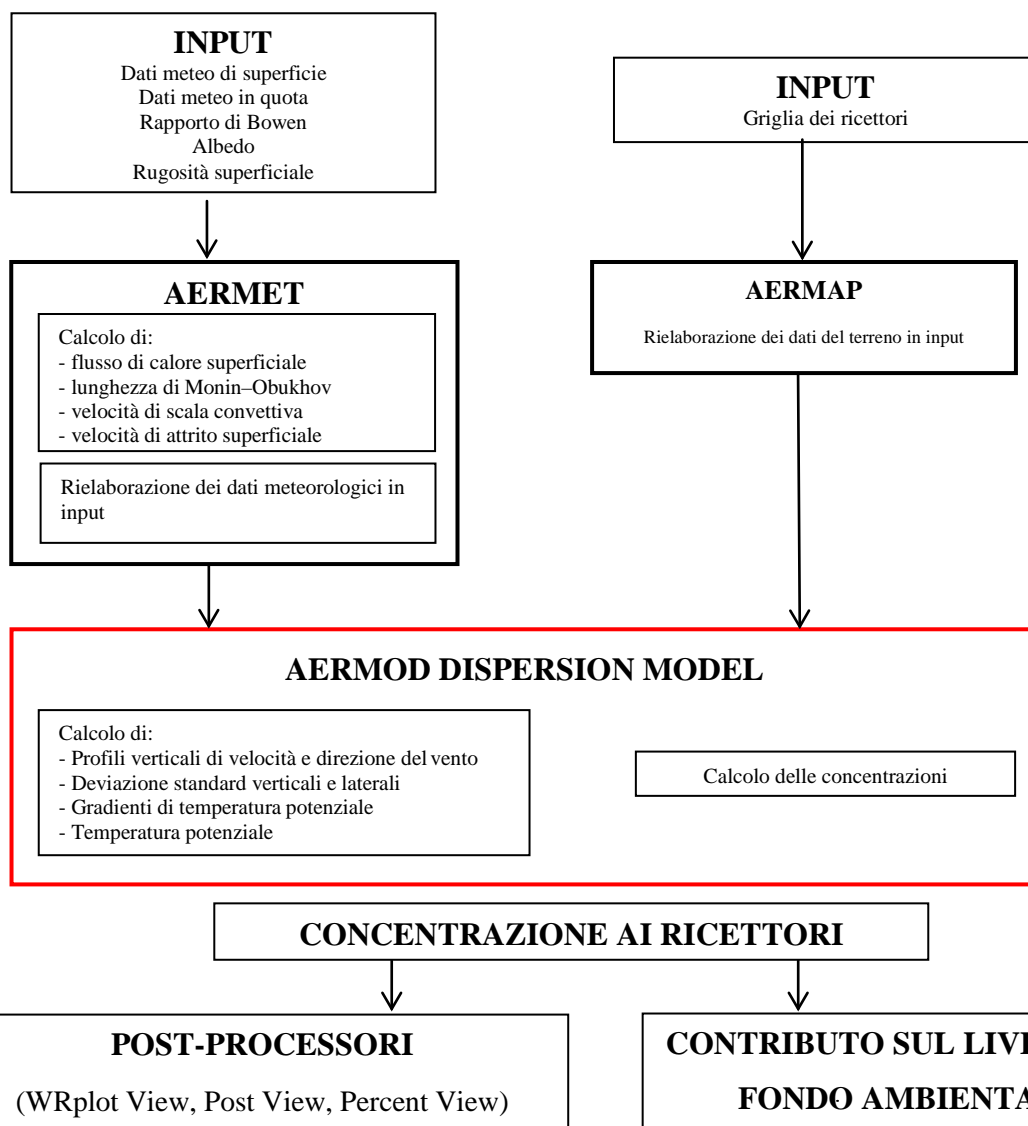 INPUT
Dati meteo di superficie
Dati meteo in quota
Rapporto di Bowen
Albedo
Rugosità superficiale
INPUT
Griglia dei ricettori
AERMET
Calcolo di:
- flusso di calore superficiale
- lunghezza di Monin–Obukhov
- velocità di scala convettiva
- velocità di attrito superficiale
Rielaborazione dei dati meteorologici in
input
AERMAP
Rielaborazione dei dati del terreno in input
AERMOD DISPERSION MODEL
Calcolo di:
- Profili verticali di velocità e direzione del vento
- Deviazione standard verticali e laterali
- Gradienti di temperatura potenziale
- Temperatura potenziale
Calcolo delle concentrazioni
CONCENTRAZIONE AI RICETTORI
POST-PROCESSORI
(WRplot View, Post View, Percent View)
CONTRIBUTO SUL
FONDO